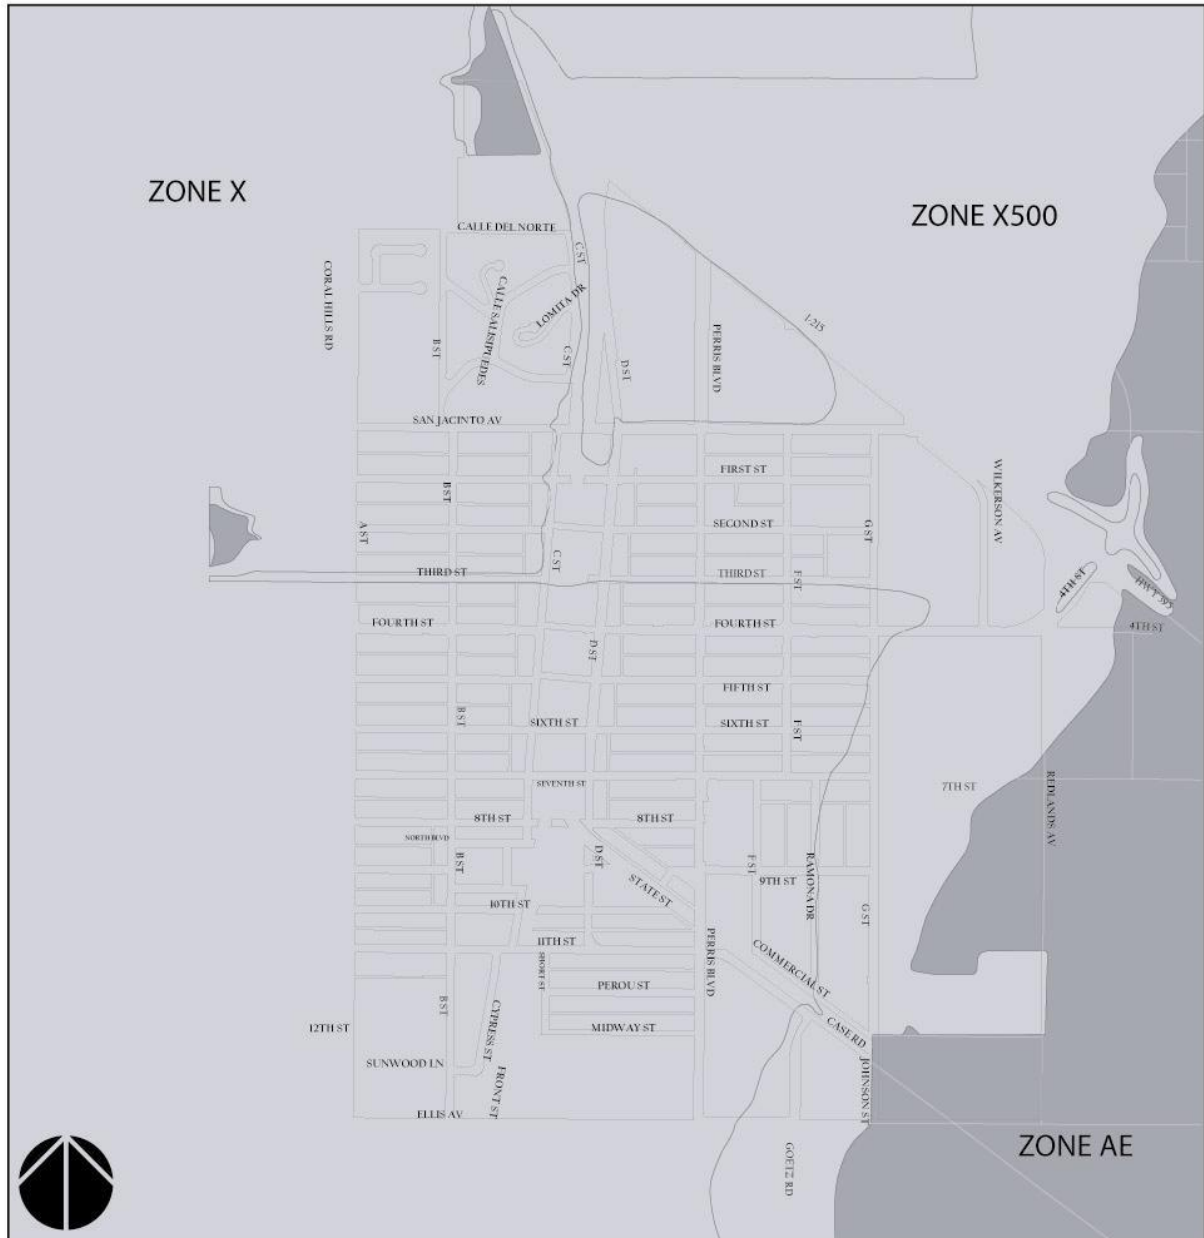 ZONE X
ZONE X500
CALLE DEL NORTE
C ST
CORAL HILLS RD
CALLE SALISIPUEDES
LOMITA DR
I-215
PERRIS BLVD
B ST
C ST
D ST
SAN JACINTO AV
FIRST ST
WILKERSON AV
B ST
SECOND ST
A ST
G ST
C ST
THIRD ST
THIRD ST
F ST
4TH ST
HWY 395
FOURTH ST
FOURTH ST
4TH ST
D ST
FIFTH ST
B ST
SIXTH ST
SIXTH ST
F ST
SEVENTH ST
7TH ST
REDLANDS AV
8TH ST
8TH ST
NORTH BLVD
B ST
D ST
F ST
RAMONA DR
9TH ST
STATE ST
10TH ST
G ST
11TH ST
PERRIS BLVD
COMMERCIAL ST
SHORT ST
PEROU ST
B ST
CYPRESS ST
12TH ST
MIDWAY ST
CASE RD
SUNWOOD LN
FRONT ST
JOHNSON ST
ELLIS AV
ZONE AE
GOETZ RD